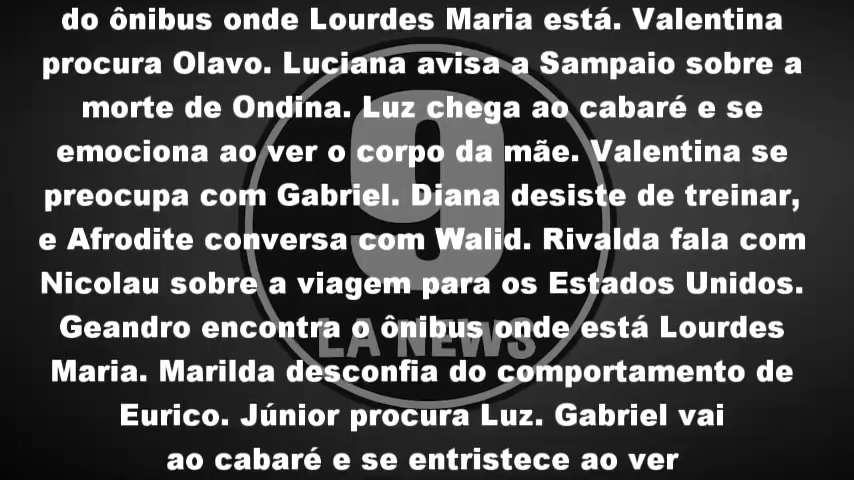 do ônibus onde Lourdes Maria está. Valentina
procura Olavo. Luciana avisa a Sampaio sobre a
morte de Ondina. Luz chega ao cabaré e se
emociona ao ver o corpo da mãe. Valentina se
preocupa com Gabriel. Diana desiste de treinar,
e Afrodite conversa com Walid. Rivalda fala com
Nicolau sobre a viagem para os Estados Unidos.
Geandro encontra o ônibus onde está Lourdes
Maria. Marilda desconfia do comportamento de
Eurico. Júnior procura Luz. Gabriel vai
ao cabaré e se entristece ao ver
9
LA NEWS